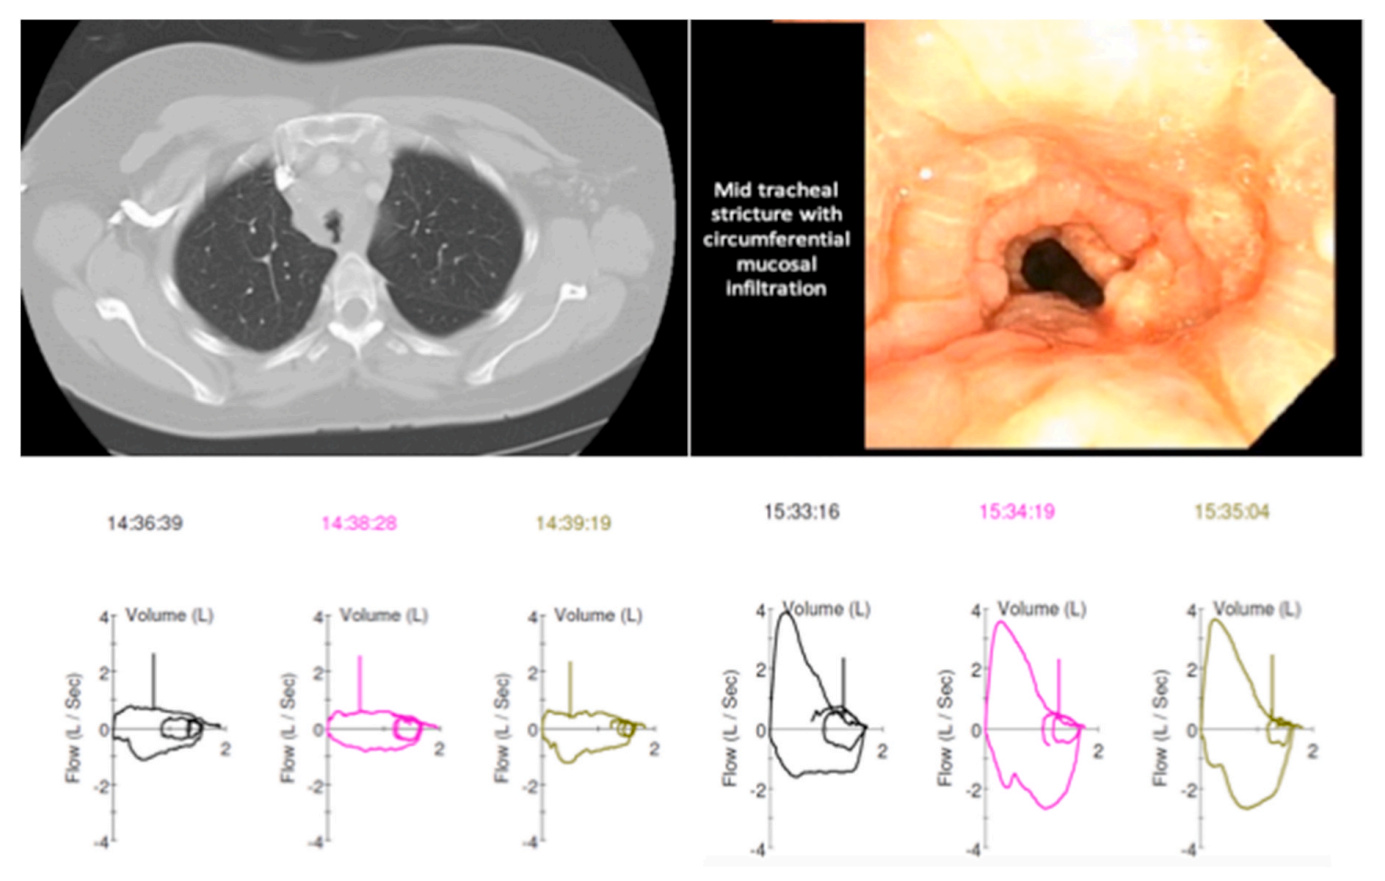 Mid tracheal
stricture with
circumferential
mucosal
infiltration
14:36:39
14:38:28
14:39:19
15:33:16
15:34:19
15:35:04
4 Volume (L)
2
0
-2
-4
2
Flow (L / Sec)
4 Volume (L)
2
0
-2
-4
2
Flow (L / Sec)
4 Volume (L)
2
0
-2
-4
2
Flow (L / Sec)
4 Volume (L)
2
0
-2
-4
2
Flow (L / Sec)
4 Volume (L)
2
0
-2
-4
2
Flow (L / Sec)
4 Volume (L)
2
0
-2
-4
2
Flow (L / Sec)